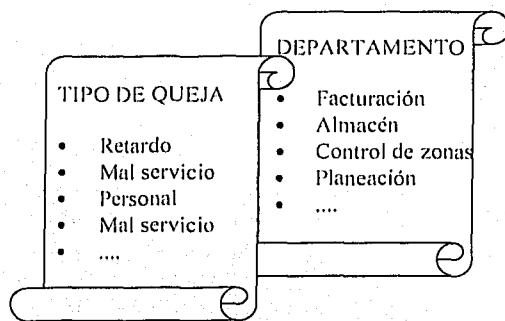 TIPO DE QUEJA
• Retardo
• Mal servicio
• Personal
• Mal servicio
• ....
DEPARTAMENTO
• Facturación
• Almacén
• Control de zonas
• Planeación
• ....